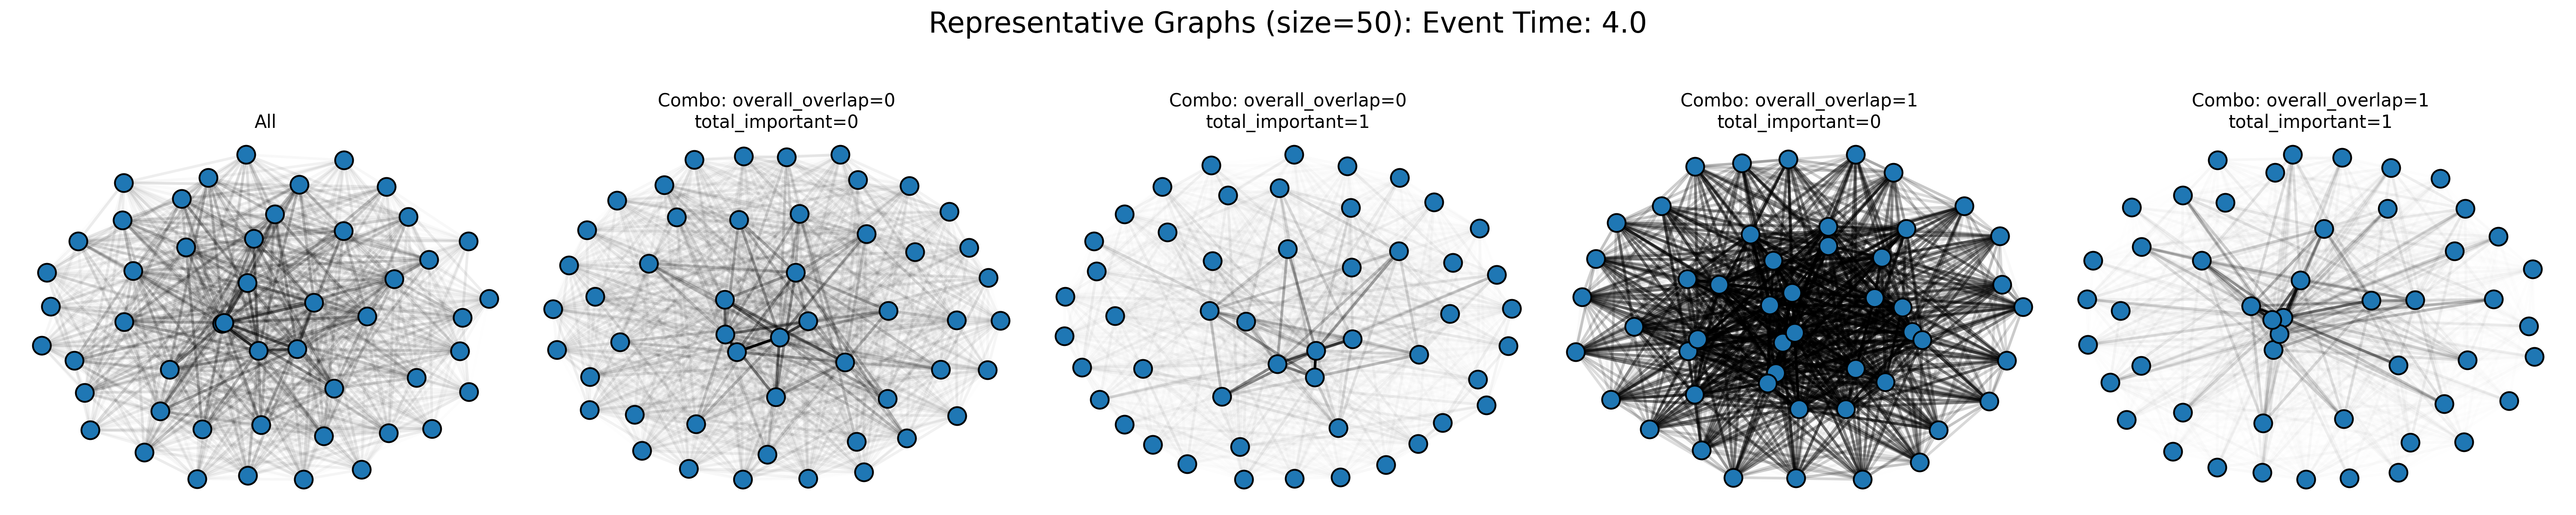 Representative Graphs (size=50): Event Time: 4.0
All
Combo: overall_overlap=0
total_important=0
Combo: overall_overlap=0
total_important=1
Combo: overall_overlap=1
total_important=0
Combo: overall_overlap=1
total_important=1